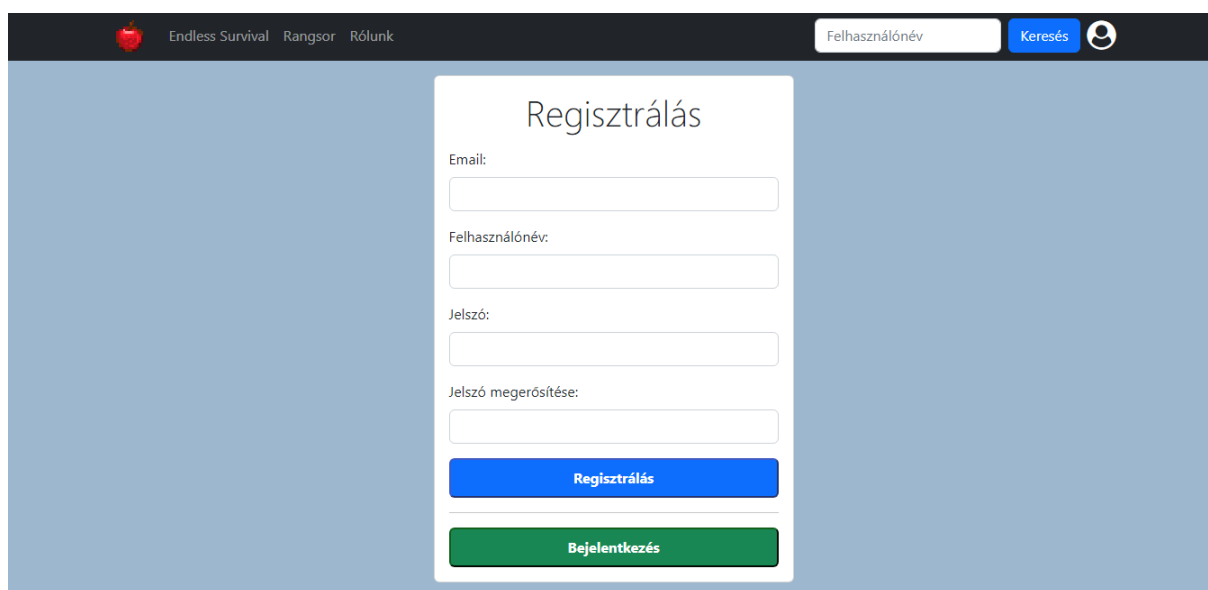 Endless Survival Rangsor Rólunk Felhasználónév Keresés
Regisztrálás
Email:
Felhasználónév:
Jelszó:
Jelszó megerősítése:
Regisztrálás
Bejelentkezés